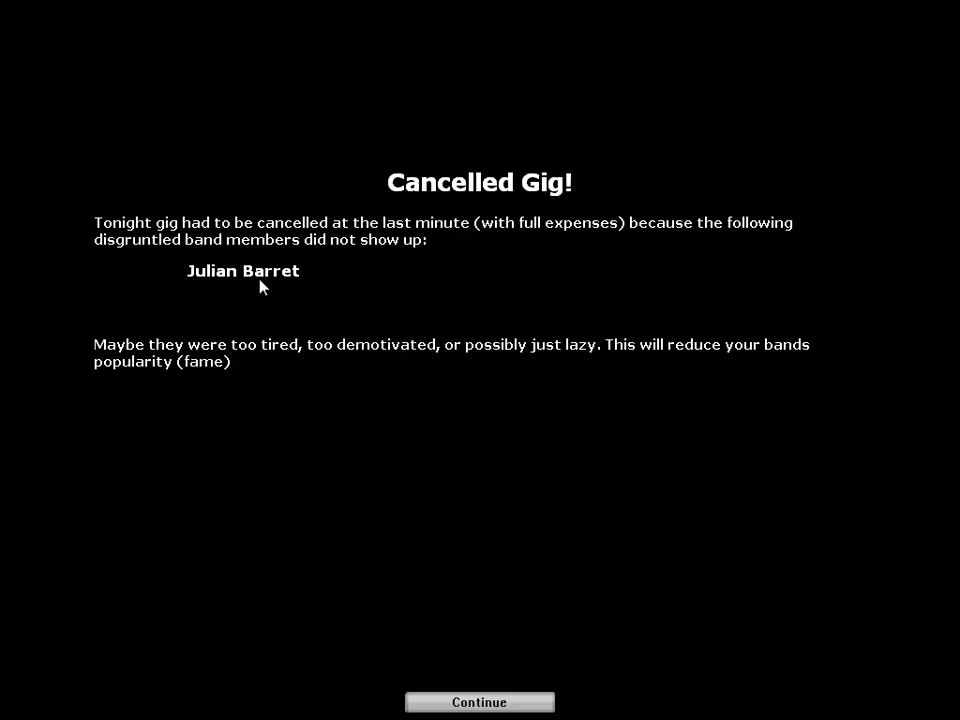 Cancelled Gig!
Tonight gig had to be cancelled at the last minute (with full expenses) because the following
disgruntled band members did not show up:
Julian Barret
Maybe they were too tired, too demotivated, or possibly just lazy. This will reduce your bands
popularity (fame)
Continue